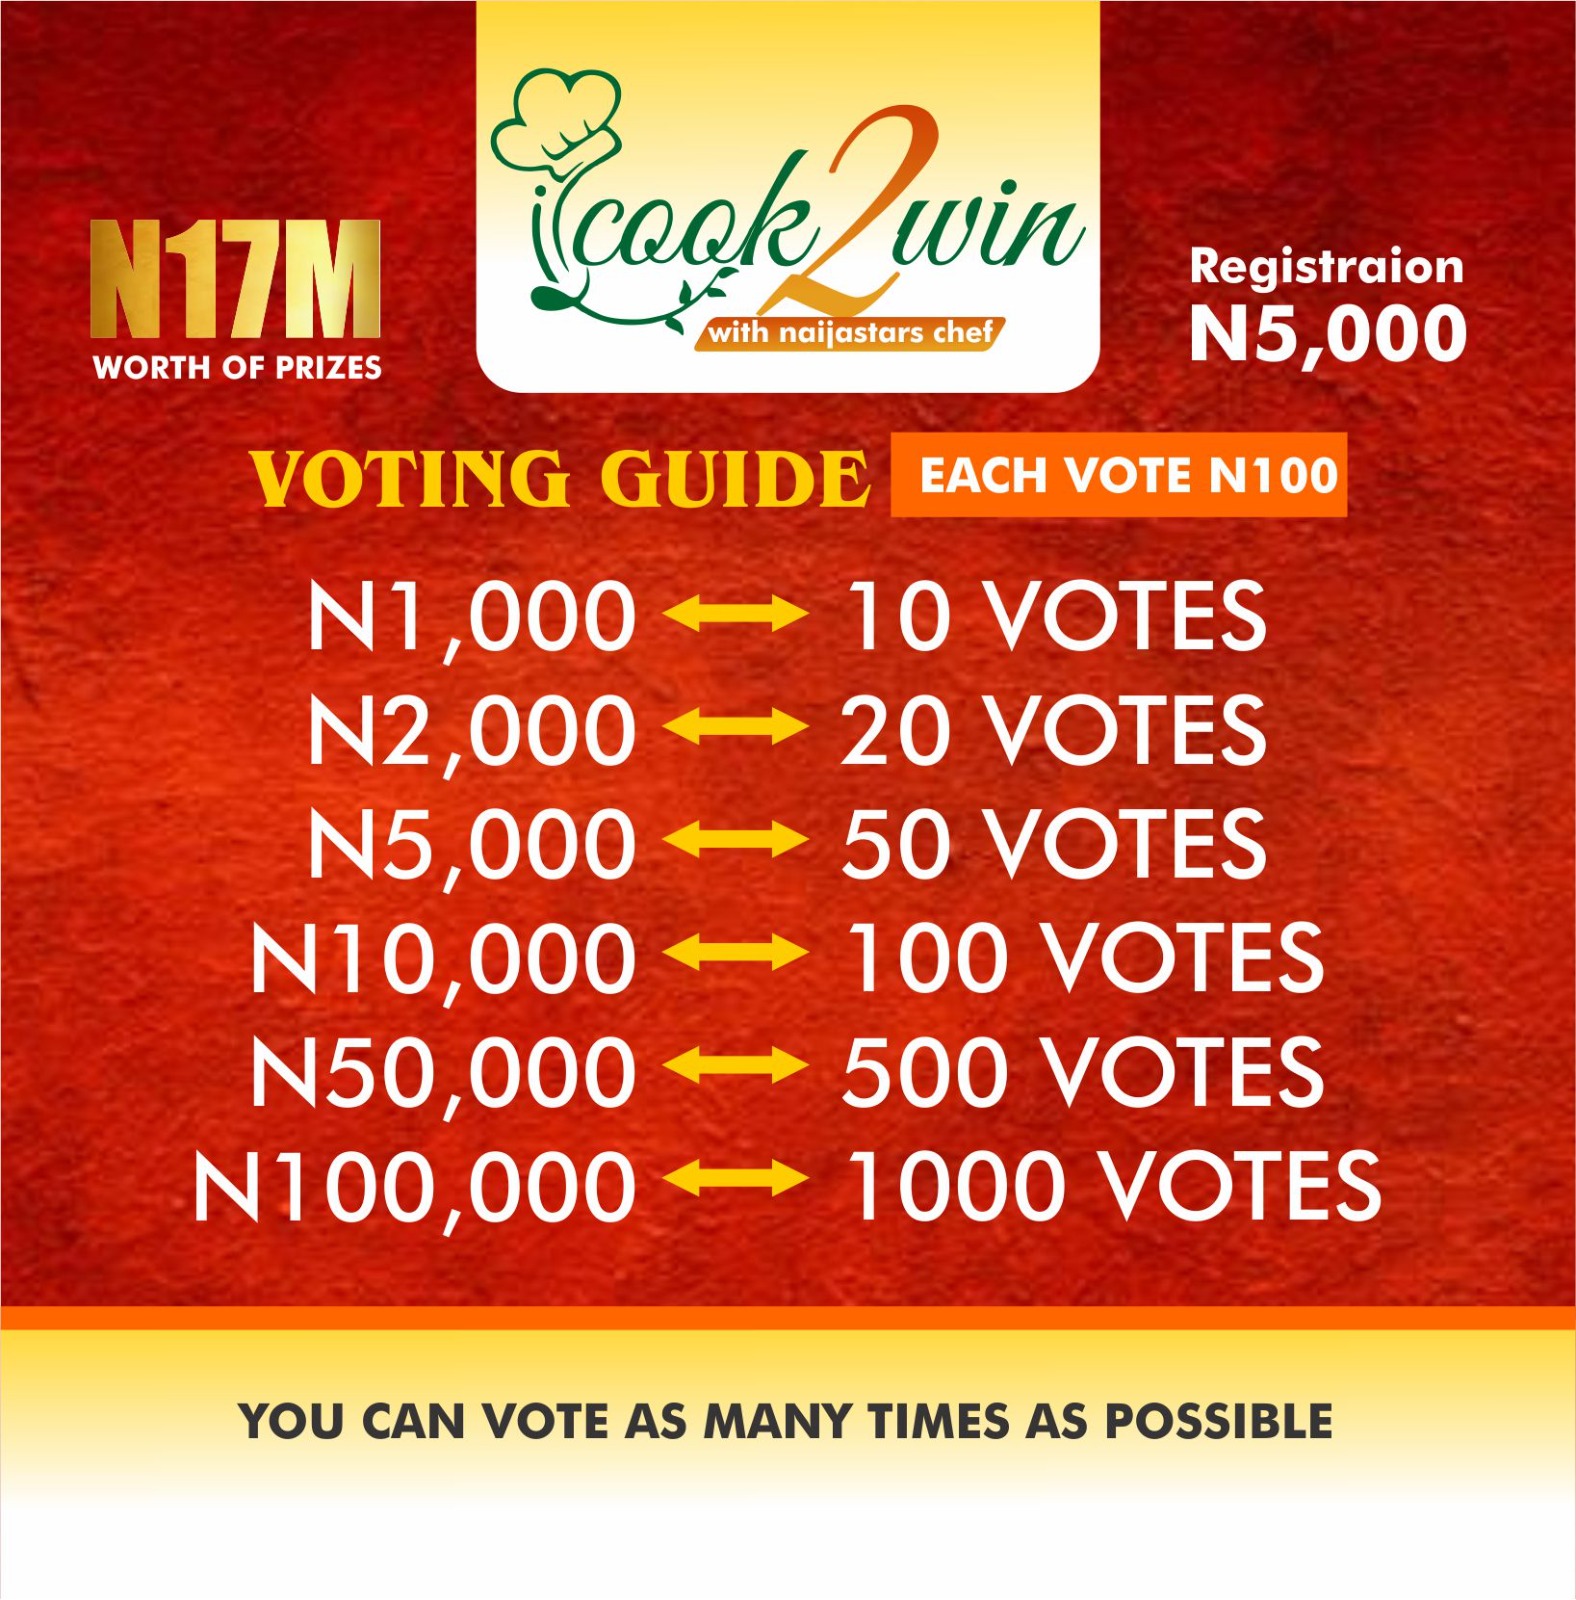 icook2win
with naijastars chef
N17M
WORTH OF PRIZES
Registraion
N5,000
VOTING GUIDE
EACH VOTE N100
N1,000 ↔ 10 VOTES
N2,000 ↔ 20 VOTES
N5,000 ↔ 50 VOTES
N10,000 ↔ 100 VOTES
N50,000 ↔ 500 VOTES
N100,000 ↔ 1000 VOTES
YOU CAN VOTE AS MANY TIMES AS POSSIBLE